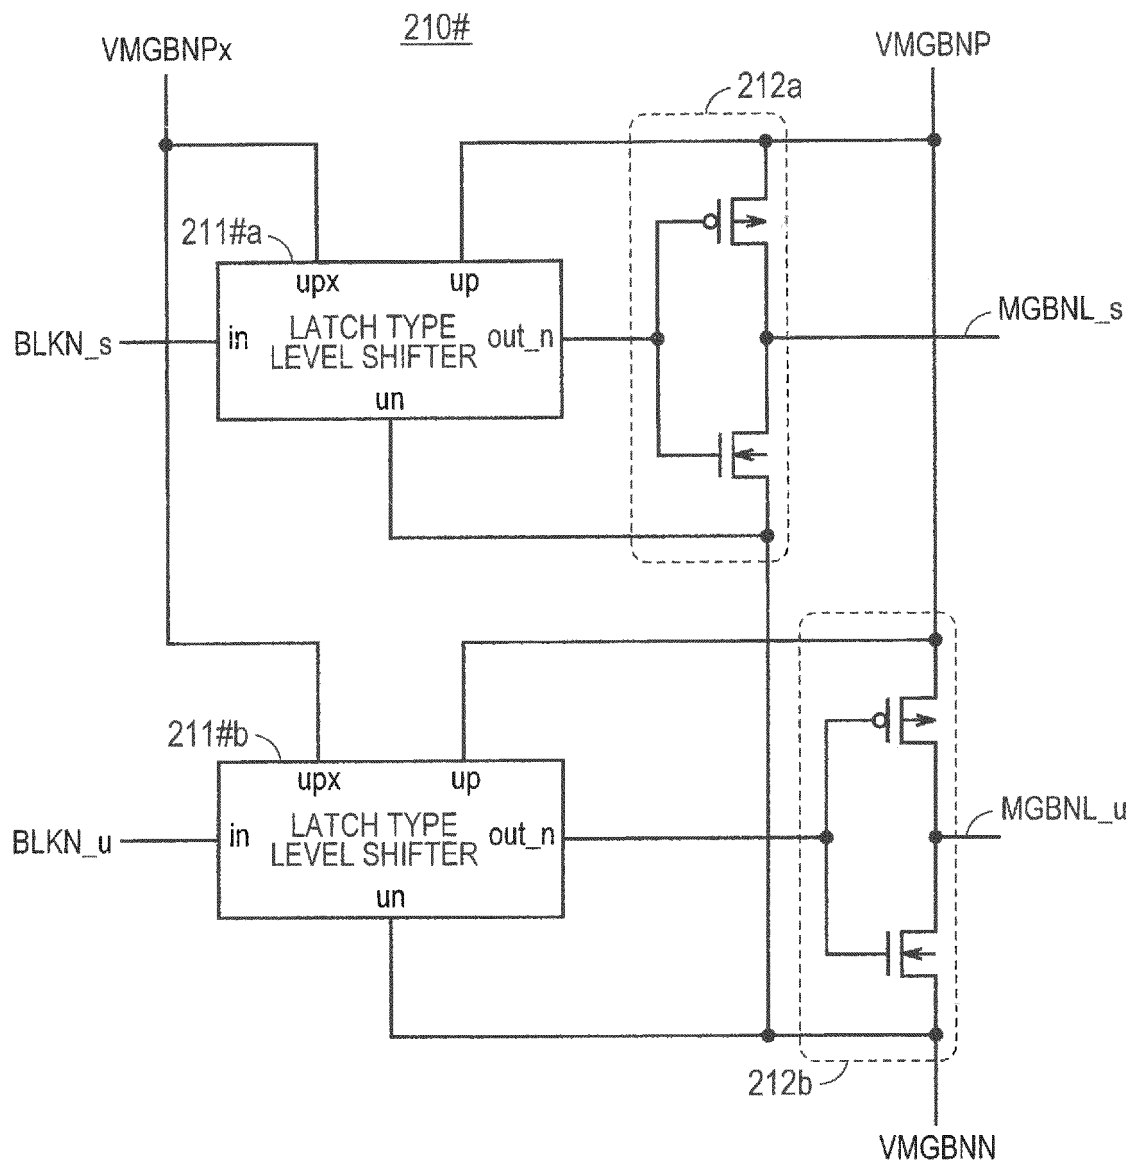 210#
VMGBNPx
VMGBNP
212a
211#a
upx
up
in
LATCH TYPE
LEVEL SHIFTER
out_n
un
BLKN_s
MGBNL_s
211#b
upx
up
in
LATCH TYPE
LEVEL SHIFTER
out_n
un
BLKN_u
MGBNL_u
212b
VMGBNN